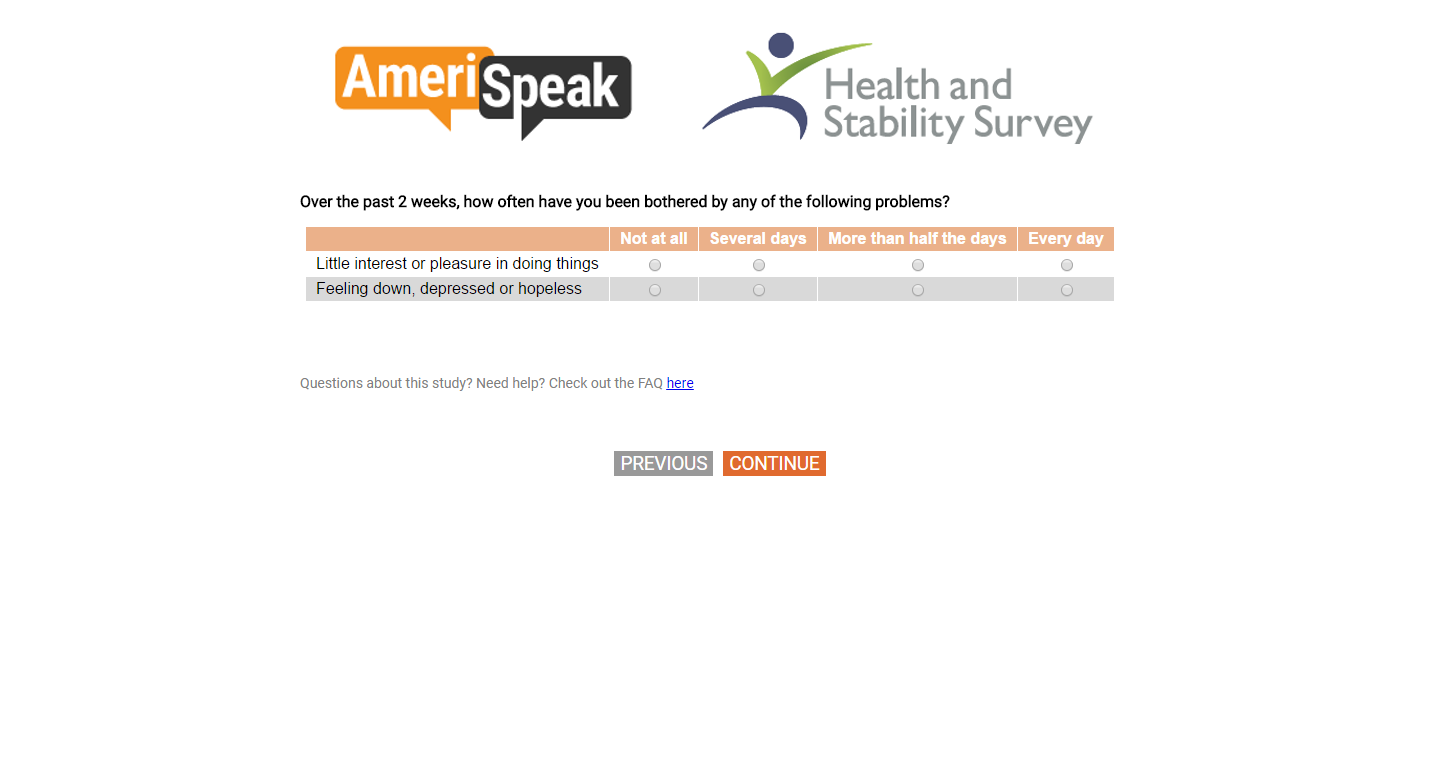 AmeriSpeak
Health and
Stability Survey
Over the past 2 weeks, how often have you been bothered by any of the following problems?
Not at all Several days More than half the days Every day
Little interest or pleasure in doing things
Feeling down, depressed or hopeless
Questions about this study? Need help? Check out the FAQ here
PREVIOUS CONTINUE